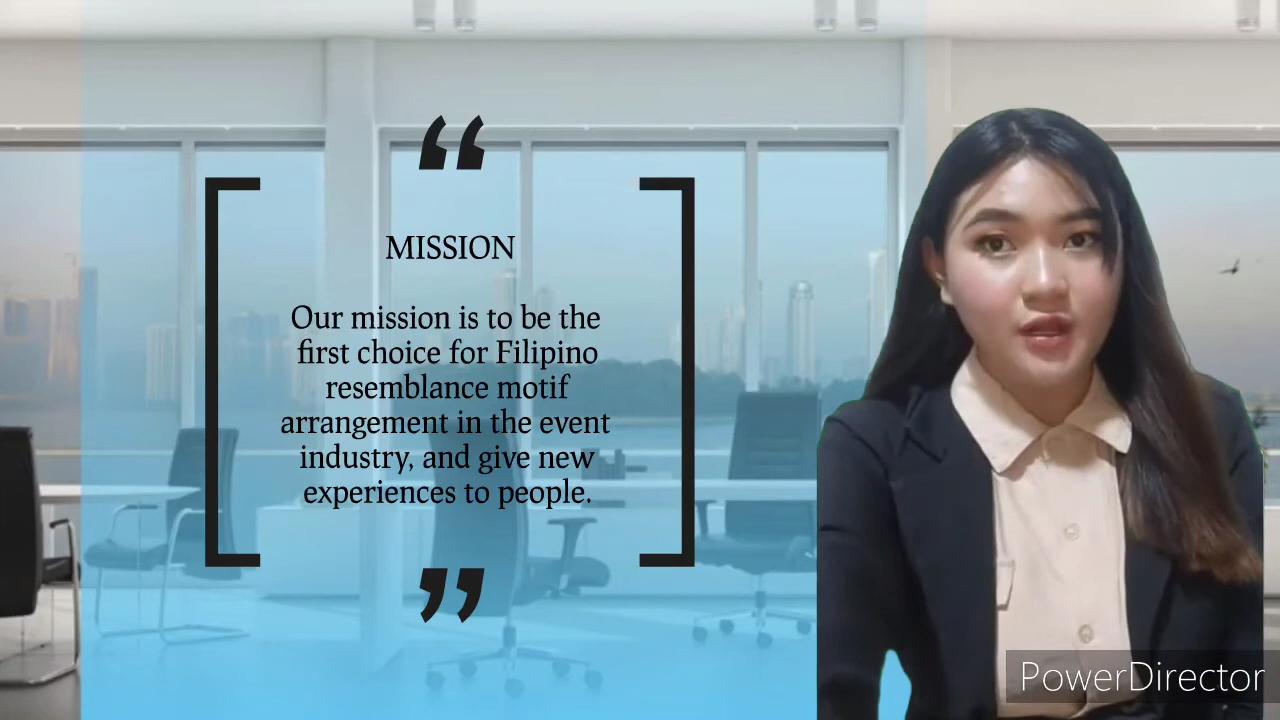 “
MISSION
Our mission is to be the
first choice for Filipino
resemblance motif
arrangement in the event
industry, and give new
experiences to people.
”
PowerDirector